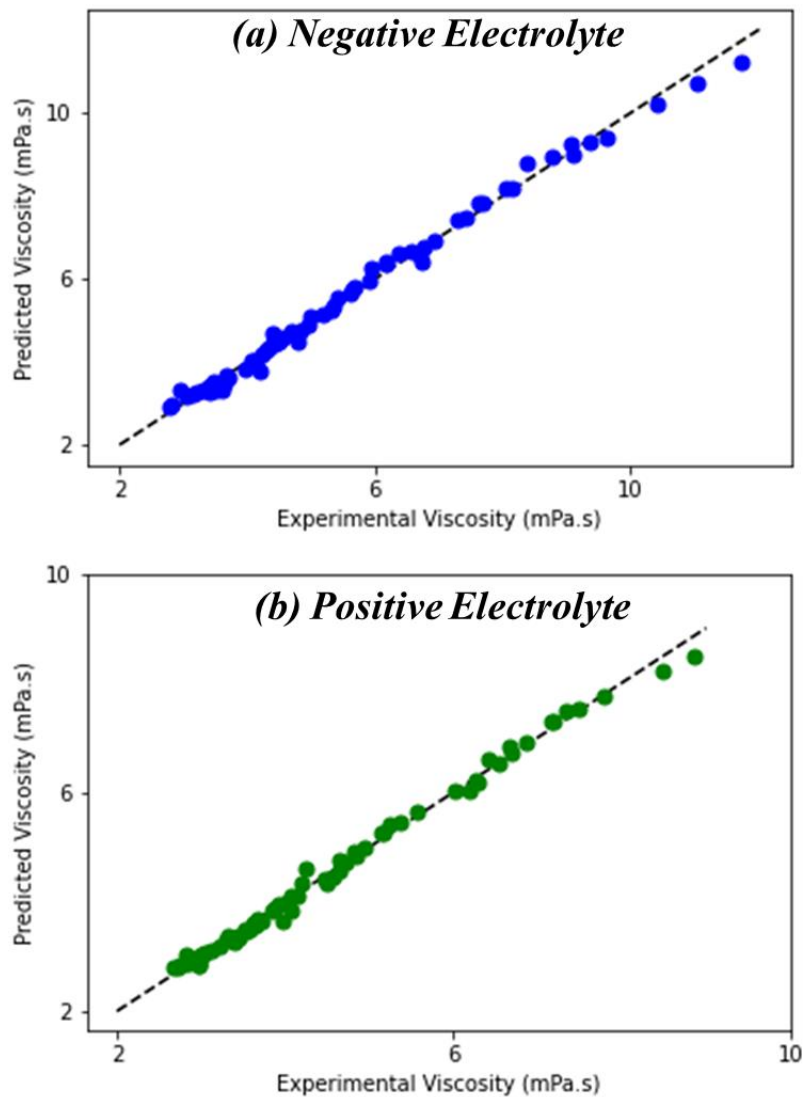 (a) Negative Electrolyte
10
6
2
Predicted Viscosity (mPa.s)
2 6 10
Experimental Viscosity (mPa.s)
(b) Positive Electrolyte
10
6
2
Predicted Viscosity (mPa.s)
2 6 10
Experimental Viscosity (mPa.s)